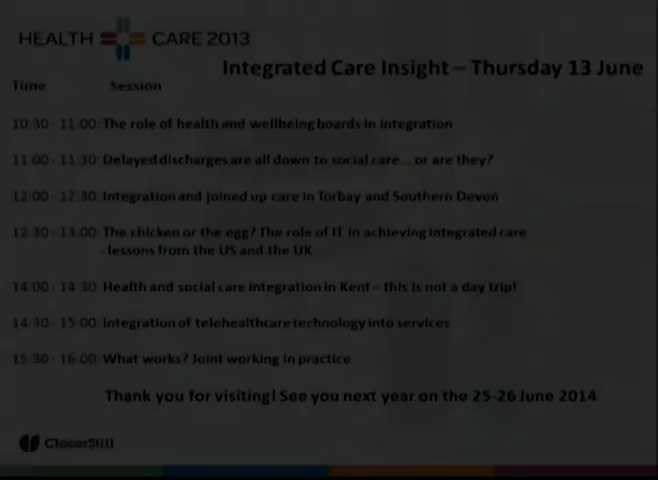 HEALTH CARE 2013
Integrated Care Insight – Thursday 13 June
Time Session
10:30 - 11:00: The role of health and wellbeing boards in integration
11:00 - 11:30: Delayed discharges are all down to social care... or are they?
12:00 - 12:30: Integration and joined up care in Torbay and Southern Devon
12:30 - 13:00: The chicken or the egg? The role of IT in achieving integrated care
- lessons from the US and the UK
14:00 - 14:30: Health and social care integration in Kent – this is not a day trip!
14:30 - 15:00: Integration of telehealthcare technology into services
15:30 - 16:00: What works? Joint working in practice
Thank you for visiting! See you next year on the 25-26 June 2014
CloserStill